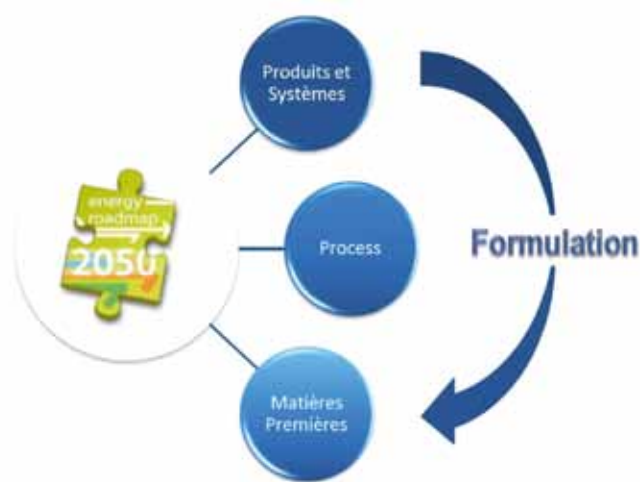 Produits et
Systèmes
energy
roadmap
2050
Process
Formulation
Matières
Premières